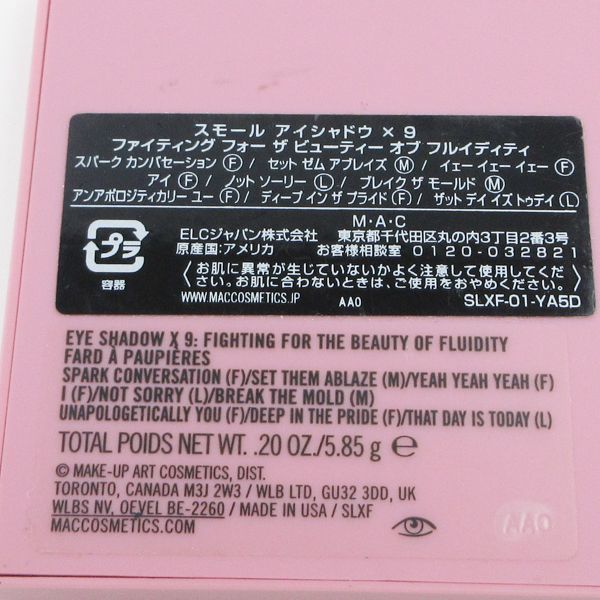 スモール アイシャドウ × 9
ファイティング フォー ザ ビューティー オブ フルイディティ
スパーク カンバセーション Ⓕ / セット ゼム アブレイズ Ⓜ / イェー イェー イェー Ⓕ
アイ Ⓕ / ノット ソーリー Ⓛ / ブレイク ザ モールド Ⓜ
アンアポロジティカリー ユー Ⓕ / ディープ イン ザ プライド Ⓕ / ザット デイ イズ トゥデイ Ⓛ
プラ
容器
M·A·C
ELCジャパン株式会社 東京都千代田区丸の内3丁目2番3号
原産国:アメリカ お客様相談室 0120-032821
〈お肌に異常が生じていないかよく注意して使用してくだ
さい。お肌に合わないときは、ご使用をおやめください。〉
WWW.MACCOSMETICS.JP AA0 SLXF-01-YA5D
EYE SHADOW X 9: FIGHTING FOR THE BEAUTY OF FLUIDITY
FARD À PAUPIÈRES
SPARK CONVERSATION (F)/SET THEM ABLAZE (M)/YEAH YEAH YEAH (F)
I (F)/NOT SORRY (L)/BREAK THE MOLD (M)
UNAPOLOGETICALLY YOU (F)/DEEP IN THE PRIDE (F)/THAT DAY IS TODAY (L)
TOTAL POIDS NET WT. .20 OZ./5.85 g ℮
© MAKE-UP ART COSMETICS, DIST.
TORONTO, CANADA M3J 2W3 / WLB LTD, GU32 3DD, UK
WLBS NV, OEVEL BE-2260 / MADE IN USA / SLXF
MACCOSMETICS.COM
AA0